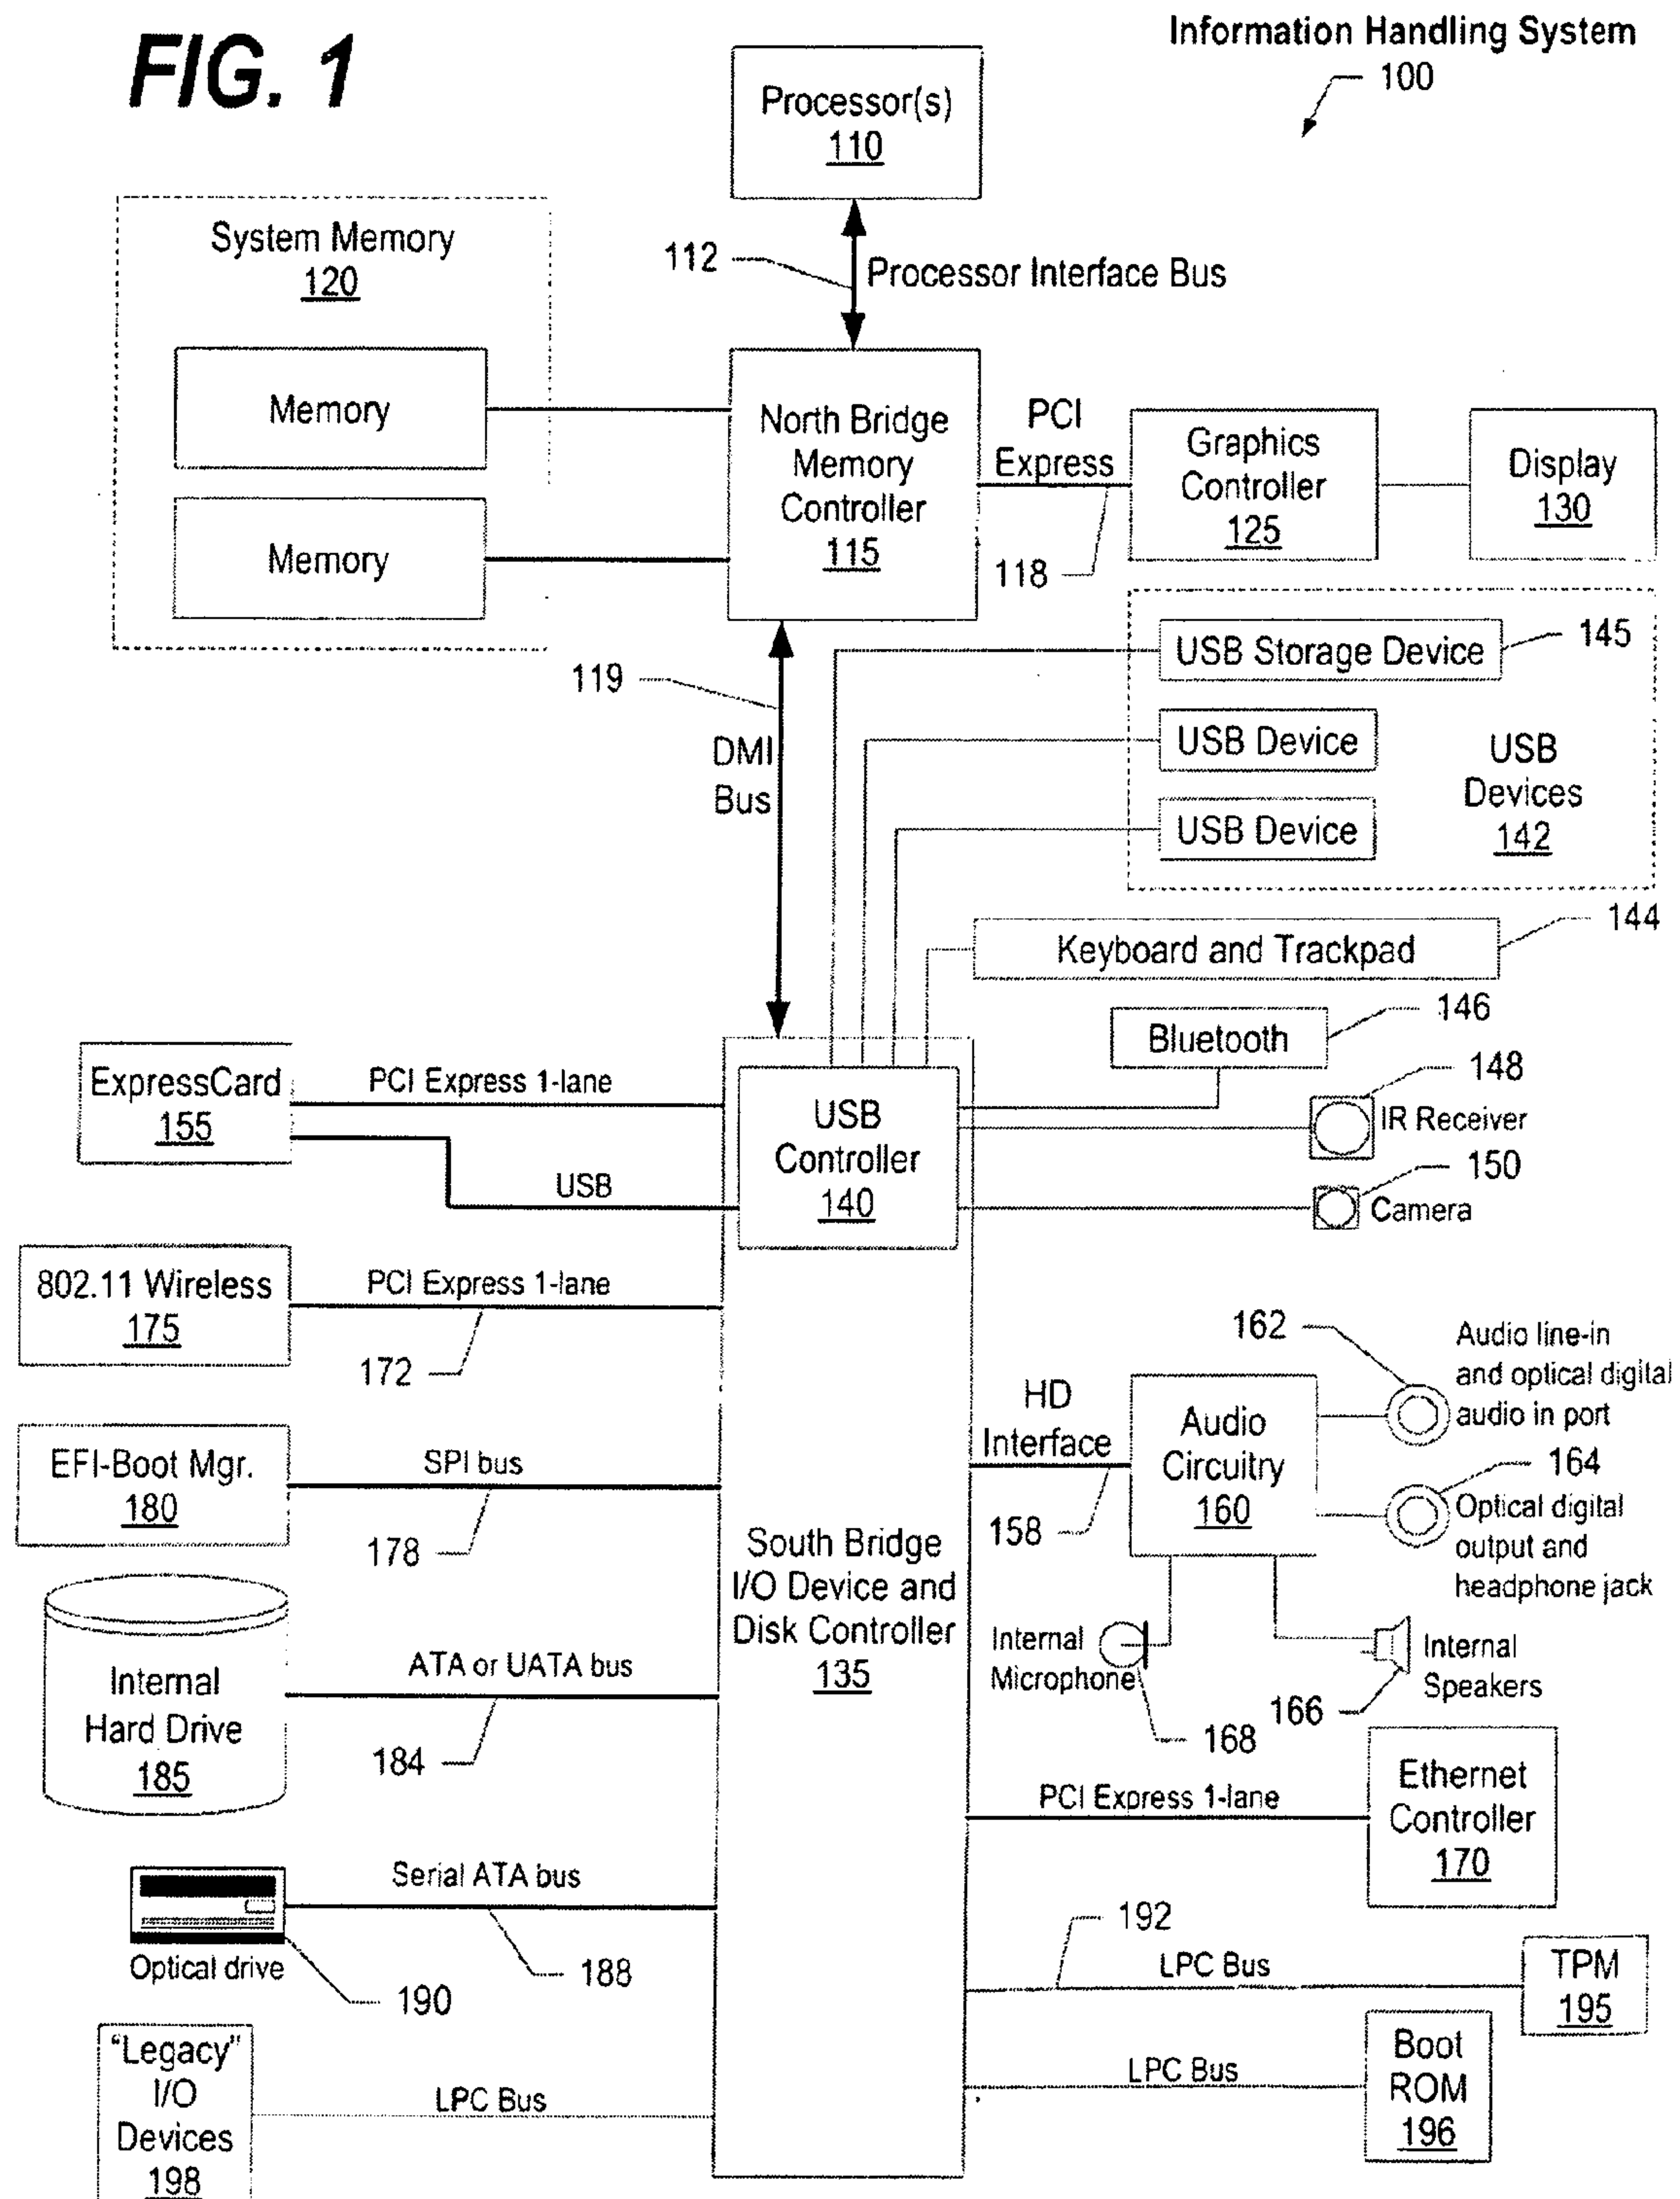 FIG. 1
Information Handling System
100
Processor(s)
110
112
Processor Interface Bus
System Memory
120
Memory
Memory
North Bridge
Memory
Controller
115
PCI
Express
118
Graphics
Controller
125
Display
130
119
DMI
Bus
USB Storage Device
145
USB Device
USB Device
USB
Devices
142
Keyboard and Trackpad
144
Bluetooth
146
148
IR Receiver
150
Camera
ExpressCard
155
PCI Express 1-lane
USB
USB
Controller
140
802.11 Wireless
175
PCI Express 1-lane
172
EFI-Boot Mgr.
180
SPI bus
178
South Bridge
I/O Device and
Disk Controller
135
HD
Interface
158
Audio
Circuitry
160
162
Audio line-in
and optical digital
audio in port
164
Optical digital
output and
headphone jack
Internal
Microphone
168
166
Internal
Speakers
Internal
Hard Drive
185
ATA or UATA bus
184
PCI Express 1-lane
Ethernet
Controller
170
Serial ATA bus
188
Optical drive
190
192
LPC Bus
TPM
195
LPC Bus
Boot
ROM
196
"Legacy"
I/O
Devices
198
LPC Bus